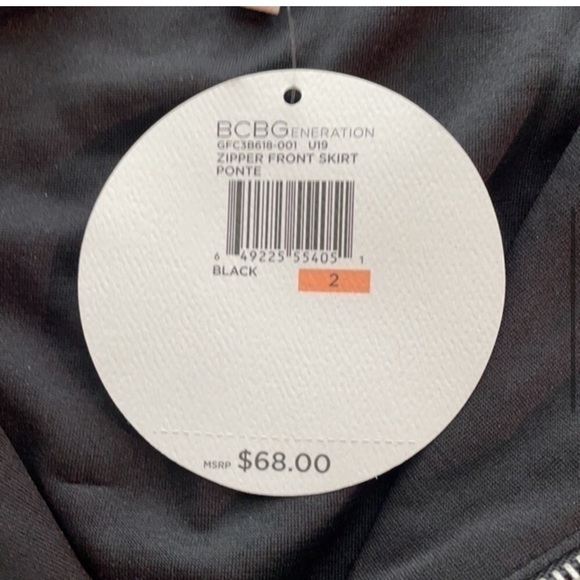 BCBGENERATION
GFC3B618-001 U19
ZIPPER FRONT SKIRT
PONTE
6 49225 55405 1
BLACK 2
MSRP $68.00